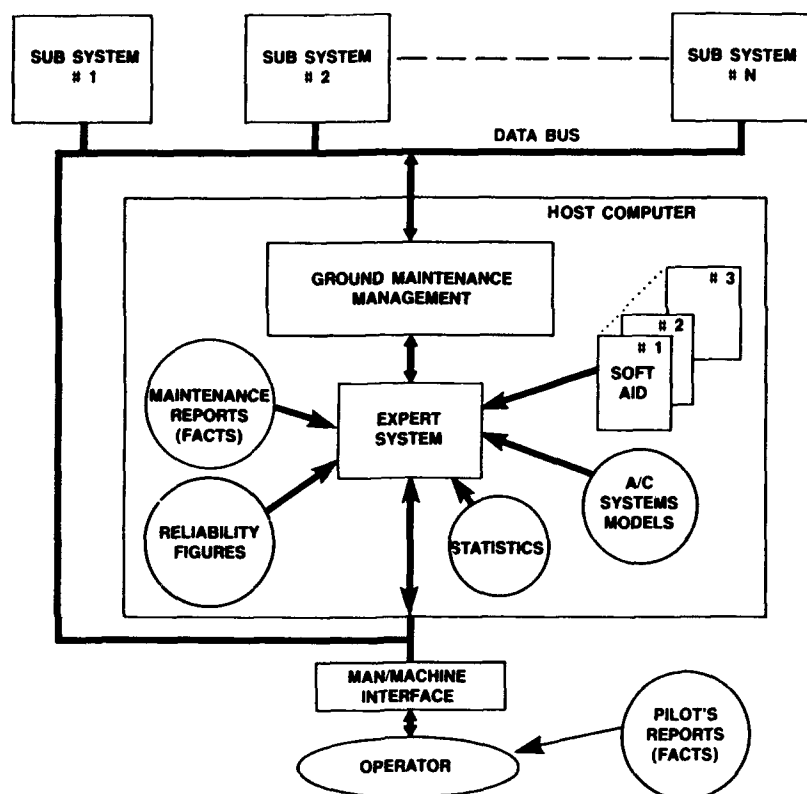 SUB SYSTEM
# 1
SUB SYSTEM
# 2
SUB SYSTEM
# N
DATA BUS
HOST COMPUTER
GROUND MAINTENANCE
MANAGEMENT
# 3
# 2
# 1
SOFT
AID
MAINTENANCE
REPORTS
(FACTS)
EXPERT
SYSTEM
A/C
SYSTEMS
MODELS
RELIABILITY
FIGURES
STATISTICS
MAN/MACHINE
INTERFACE
PILOT'S
REPORTS
(FACTS)
OPERATOR